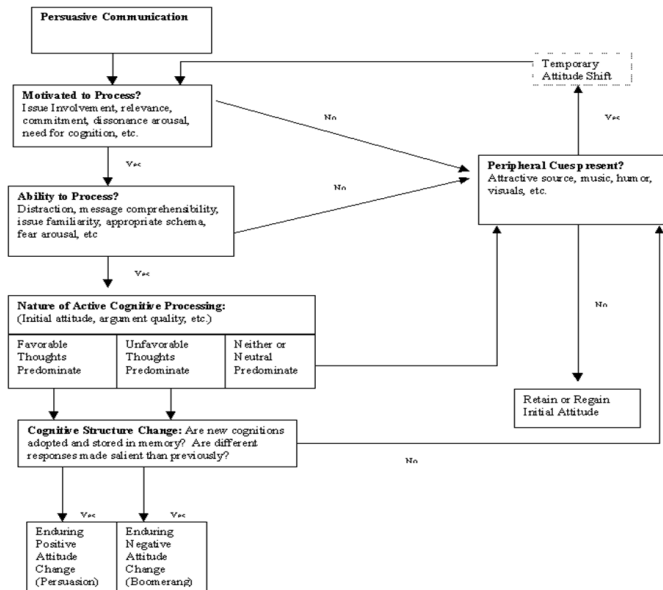 Persuasive Communication
Temporary
Attitude Shift
Motivated to Process?
Issue Involvement, relevance,
commitment, dissonance arousal,
need for cognition, etc.
No
Yes
Yes
Peripheral Cues present?
Attractive source, music, humor,
visuals, etc.
No
Ability to Process?
Distraction, message comprehensibility,
issue familiarity, appropriate schema,
fear arousal, etc
Yes
Nature of Active Cognitive Processing:
(Initial attitude, argument quality, etc.)
No
Favorable
Thoughts
Predominate
Unfavorable
Thoughts
Predominate
Neither or
Neutral
Predominate
Retain or Regain
Initial Attitude
Cognitive Structure Change: Are new cognitions
adopted and stored in memory? Are different
responses made salient than previously?
No
Yes
Yes
Enduring
Positive
Attitude
Change
(Persuasion)
Enduring
Negative
Attitude
Change
(Boomerang)